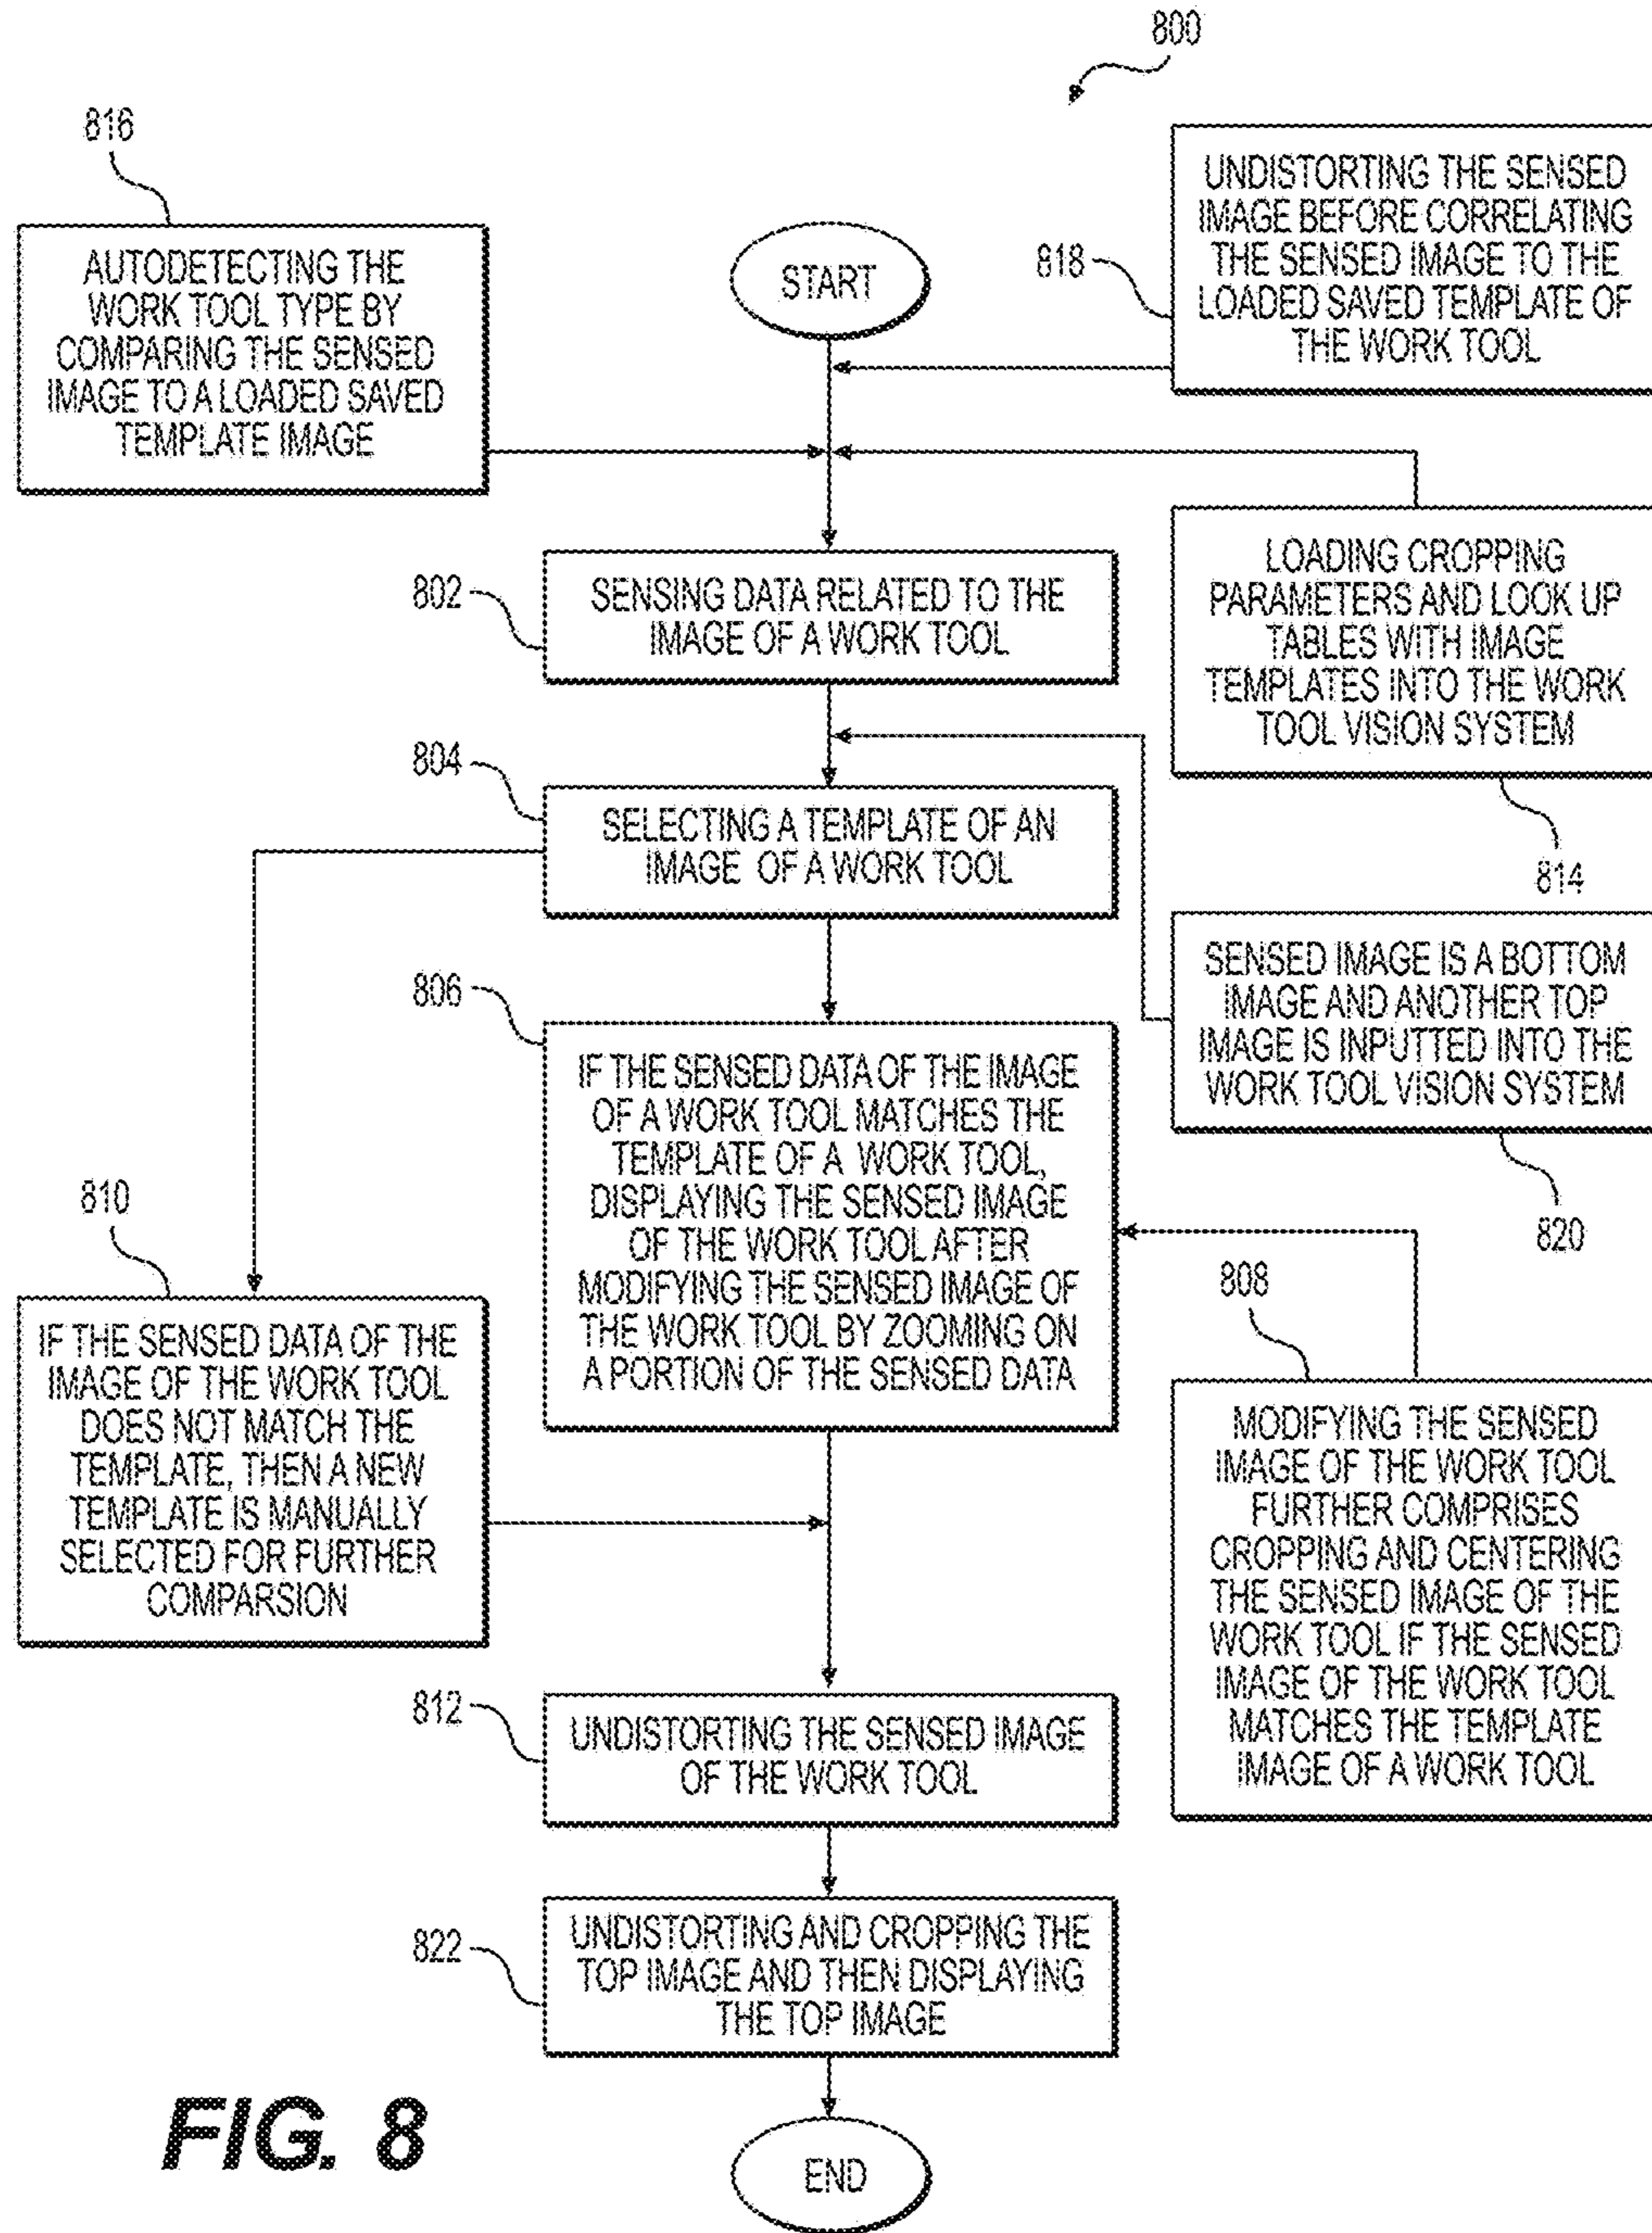 800
816
AUTODETECTING THE
WORK TOOL TYPE BY
COMPARING THE SENSED
IMAGE TO A LOADED SAVED
TEMPLATE IMAGE
START
818
UNDISTORTING THE SENSED
IMAGE BEFORE CORRELATING
THE SENSED IMAGE TO THE
LOADED SAVED TEMPLATE OF
THE WORK TOOL
802
SENSING DATA RELATED TO THE
IMAGE OF A WORK TOOL
LOADING CROPPING
PARAMETERS AND LOOK UP
TABLES WITH IMAGE
TEMPLATES INTO THE WORK
TOOL VISION SYSTEM
814
804
SELECTING A TEMPLATE OF AN
IMAGE OF A WORK TOOL
SENSED IMAGE IS A BOTTOM
IMAGE AND ANOTHER TOP
IMAGE IS INPUTTED INTO THE
WORK TOOL VISION SYSTEM
820
806
IF THE SENSED DATA OF THE IMAGE
OF A WORK TOOL MATCHES THE
TEMPLATE OF A WORK TOOL,
DISPLAYING THE SENSED IMAGE
OF THE WORK TOOL AFTER
MODIFYING THE SENSED IMAGE OF
THE WORK TOOL BY ZOOMING ON
A PORTION OF THE SENSED DATA
810
IF THE SENSED DATA OF THE
IMAGE OF THE WORK TOOL
DOES NOT MATCH THE
TEMPLATE, THEN A NEW
TEMPLATE IS MANUALLY
SELECTED FOR FURTHER
COMPARSION
808
MODIFYING THE SENSED
IMAGE OF THE WORK TOOL
FURTHER COMPRISES
CROPPING AND CENTERING
THE SENSED IMAGE OF THE
WORK TOOL IF THE SENSED
IMAGE OF THE WORK TOOL
MATCHES THE TEMPLATE
IMAGE OF A WORK TOOL
812
UNDISTORTING THE SENSED IMAGE
OF THE WORK TOOL
822
UNDISTORTING AND CROPPING THE
TOP IMAGE AND THEN DISPLAYING
THE TOP IMAGE
END
FIG. 8